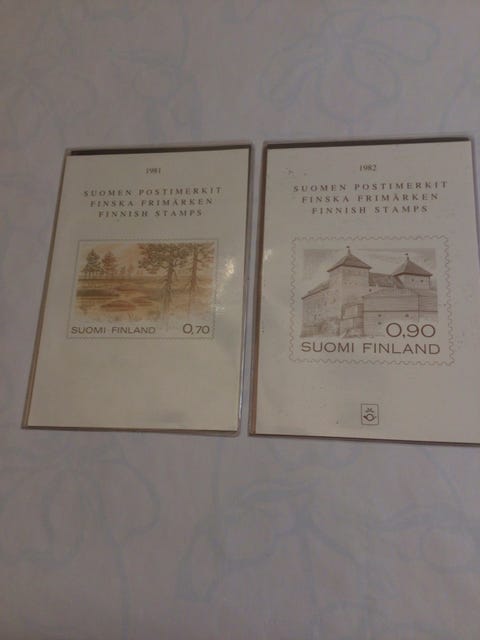 1981
SUOMEN POSTIMERKIT
FINSKA FRIMÄRKEN
FINNISH STAMPS
SUOMI·FINLAND 0,70
1982
SUOMEN POSTIMERKIT
FINSKA FRIMÄRKEN
FINNISH STAMPS
0,90
SUOMI FINLAND